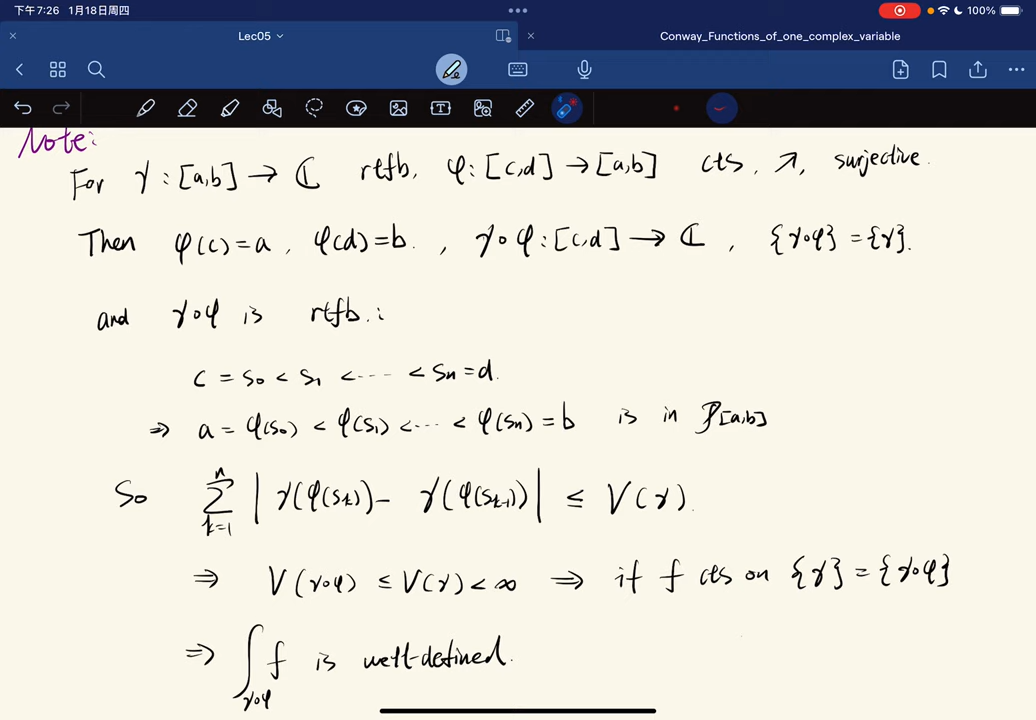 下午7:26 1月18日周四
100%
Lec05
Conway_Functions_of_one_complex_variable
Note:
For γ : [a,b] → ℂ rtfb, φ : [c,d] → [a,b] cts, ↗, surjective.
Then φ(c)=a, φ(d)=b, γ∘φ : [c,d] → ℂ, {γ∘φ} = {γ}.
and γ∘φ is rtfb.:
c = s₀ < s₁ < ---- < sₙ = d.
⇒ a = φ(s₀) < φ(s₁) < ··· < φ(sₙ) = b is in 𝒫[a,b]
So ∑ₖ₌₁ⁿ | γ(φ(sₖ)) − γ(φ(sₖ₋₁)) | ≤ V(γ).
⇒ V(γ∘φ) ≤ V(γ) < ∞ ⇒ if f cts on {γ} = {γ∘φ}
⇒ ∫_γ∘φ f is well-defined.